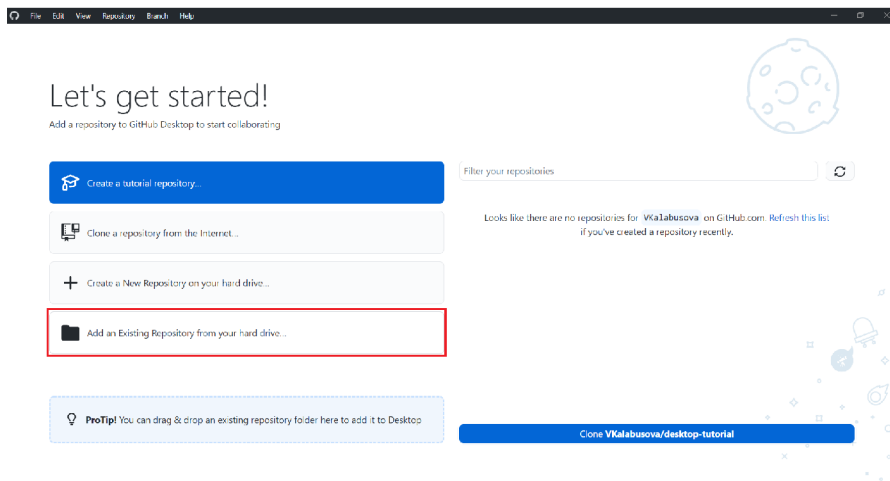 File Edit View Repository Branch Help
Let's get started!
Add a repository to GitHub Desktop to start collaborating
Create a tutorial repository...
Clone a repository from the Internet...
Create a New Repository on your hard drive...
Add an Existing Repository from your hard drive...
ProTip! You can drag & drop an existing repository folder here to add it to Desktop
Filter your repositories
Looks like there are no repositories for VKalabusova on GitHub.com. Refresh this list
if you've created a repository recently.
Clone VKalabusova/desktop-tutorial